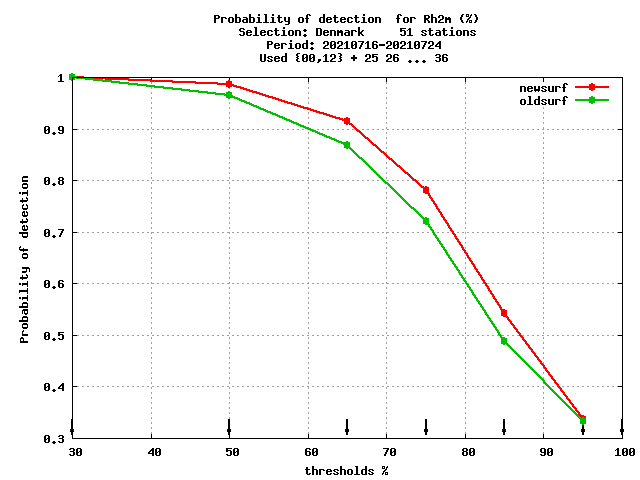 Probability of detection  for Rh2m (%)
Selection: Denmark     51 stations
Period: 20210716-20210724
Used {00,12} + 25 26 ... 36
newsurf
oldsurf
Probability of detection
1
0.9
0.8
0.7
0.6
0.5
0.4
0.3
30 40 50 60 70 80 90 100
thresholds %